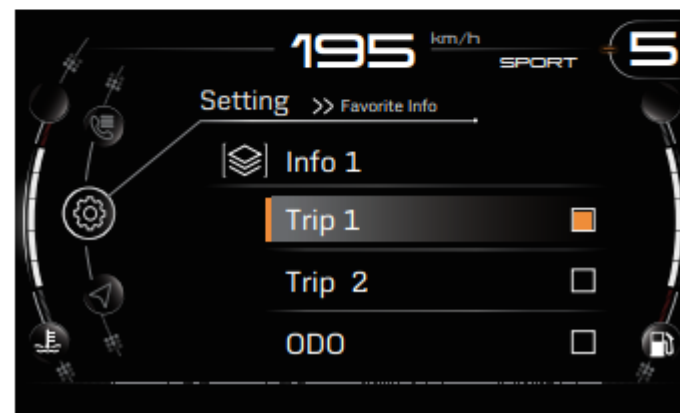 195 km/h SPORT 5
Setting >> Favorite Info
Info 1
Trip 1
Trip 2
ODO